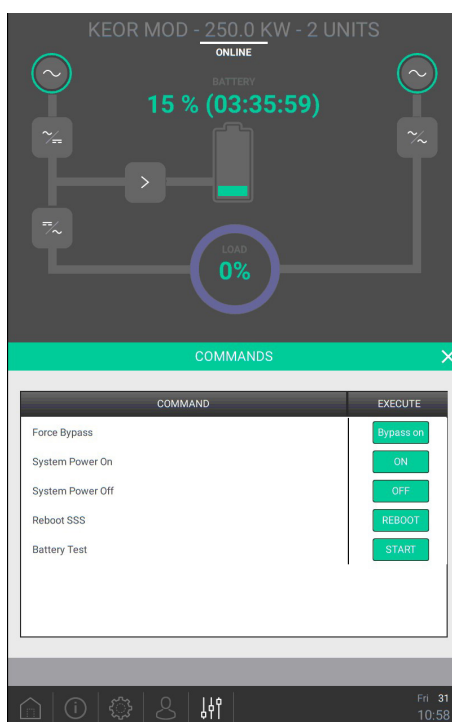 KEOR MOD - 250.0 KW - 2 UNITS
ONLINE
BATTERY
15 % (03:35:59)
LOAD
0%
COMMANDS
COMMAND EXECUTE
Force Bypass Bypass on
System Power On ON
System Power Off OFF
Reboot SSS REBOOT
Battery Test START
Fri 31
10:58